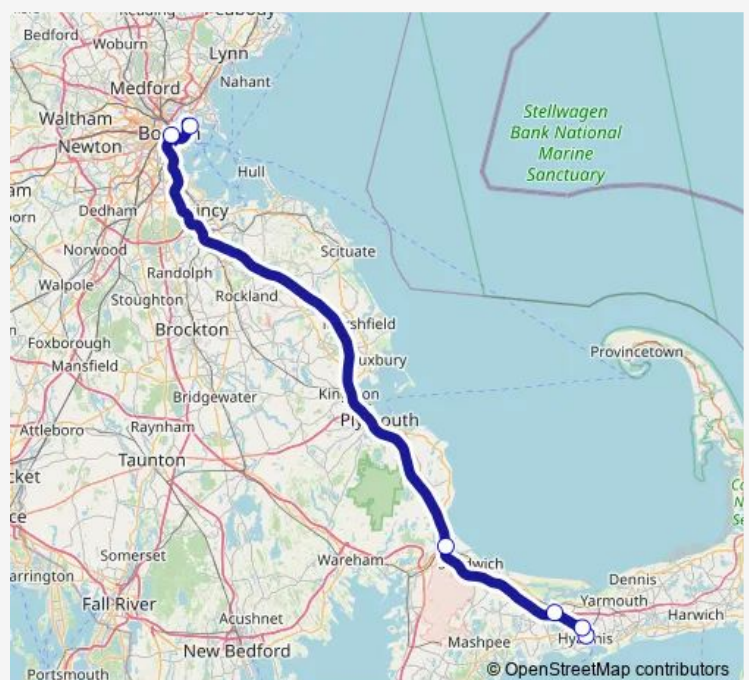 Bedford
Woburn
Lynn
Medford
Nahant
Waltham
Newton
Hull
Dedham
Norwood
Scituate
Randolph
Walpole
Stoughton
Rockland
Brockton
Foxborough
Mansfield
Provincetown
Bridgewater
Attleboro
Raynham
Taunton
Wareham
Somerset
Dennis
Fall River
Yarmouth
Acushnet
Harwich
New Bedford
Mashpee
Portsmouth
Stellwagen
Bank National
Marine
Sanctuary
© OpenStreetMap contributors